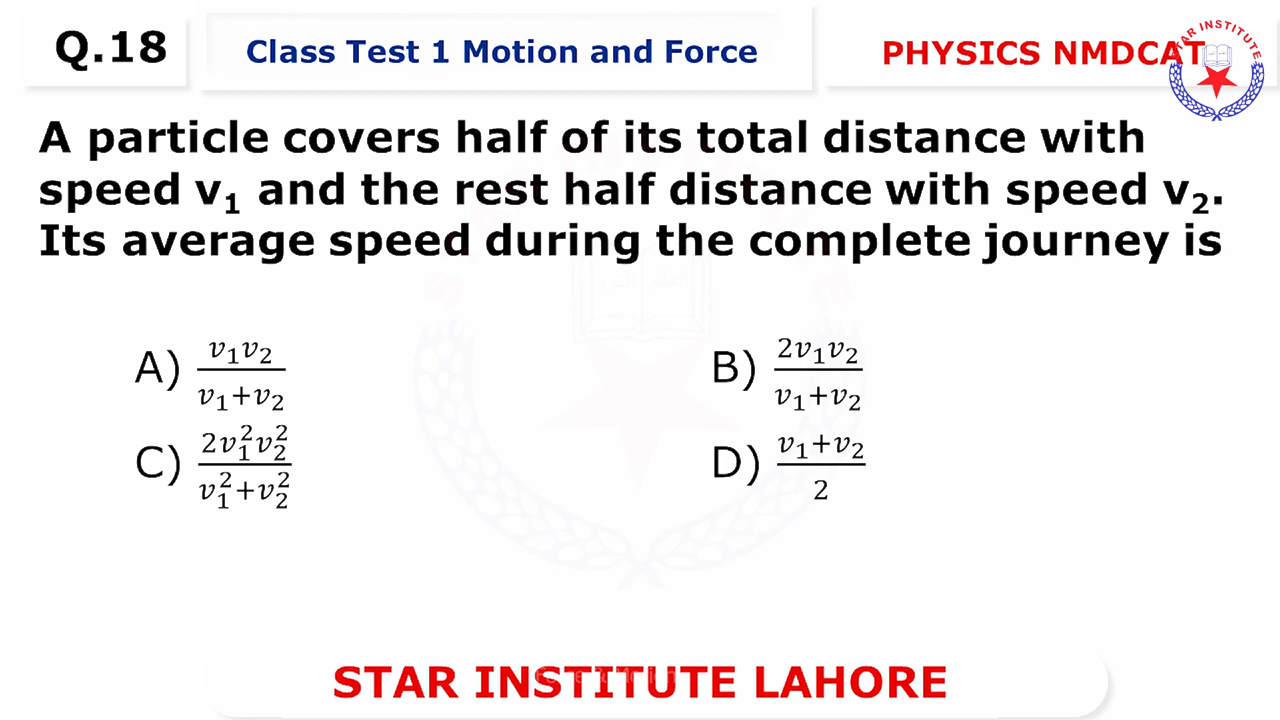 Q.18
Class Test 1 Motion and Force
PHYSICS NMDCAT
STAR INSTITUTE
A particle covers half of its total distance with
speed v₁ and the rest half distance with speed v₂.
Its average speed during the complete journey is
A) v₁v₂/(v₁+v₂)
B) 2v₁v₂/(v₁+v₂)
C) 2v₁²v₂²/(v₁²+v₂²)
D) (v₁+v₂)/2
STAR INSTITUTE LAHORE